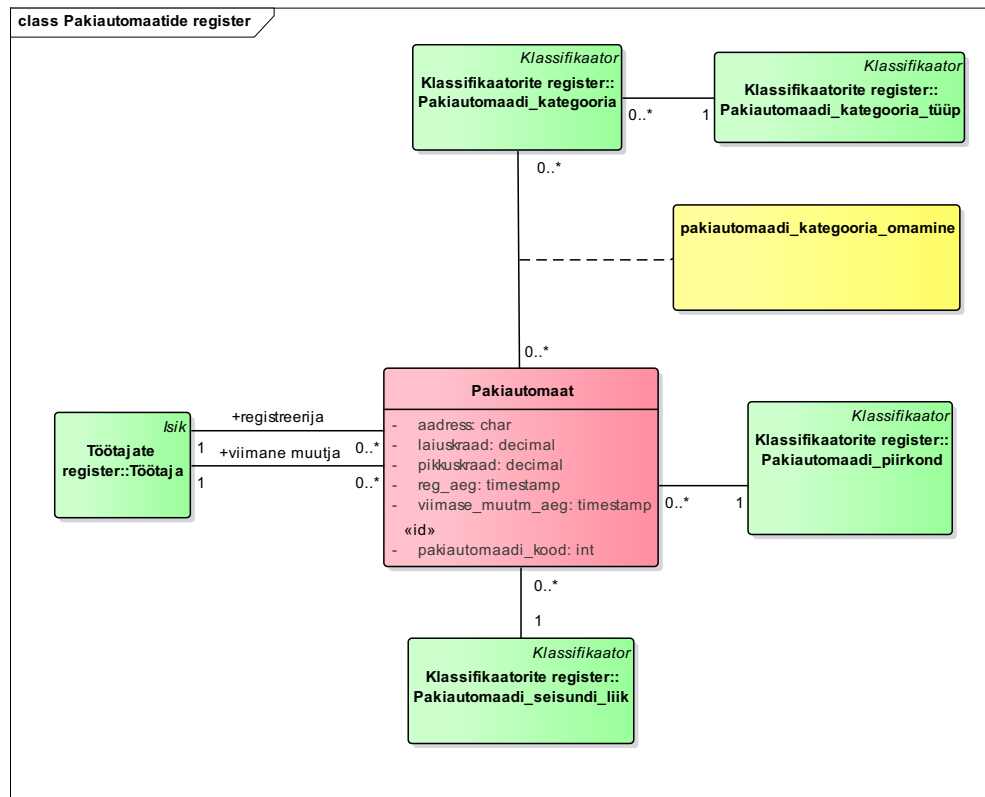 class Pakiautomaatide register
Klassifikaator
Klassifikaatorite register::
Pakiautomaadi_kategooria
Klassifikaator
Klassifikaatorite register::
Pakiautomaadi_kategooria_tüüp
0..*
1
0..*
pakiautomaadi_kategooria_omamine
0..*
Pakiautomaat
- aadress: char
- laiuskraad: decimal
- pikkuskraad: decimal
- reg_aeg: timestamp
- viimase_muutm_aeg: timestamp
«id»
- pakiautomaadi_kood: int
Isik
Töötajate
register::Töötaja
+registreerija
1
0..*
+viimane muutja
1
0..*
Klassifikaator
Klassifikaatorite register::
Pakiautomaadi_piirkond
0..*
1
0..*
1
Klassifikaator
Klassifikaatorite register::
Pakiautomaadi_seisundi_liik